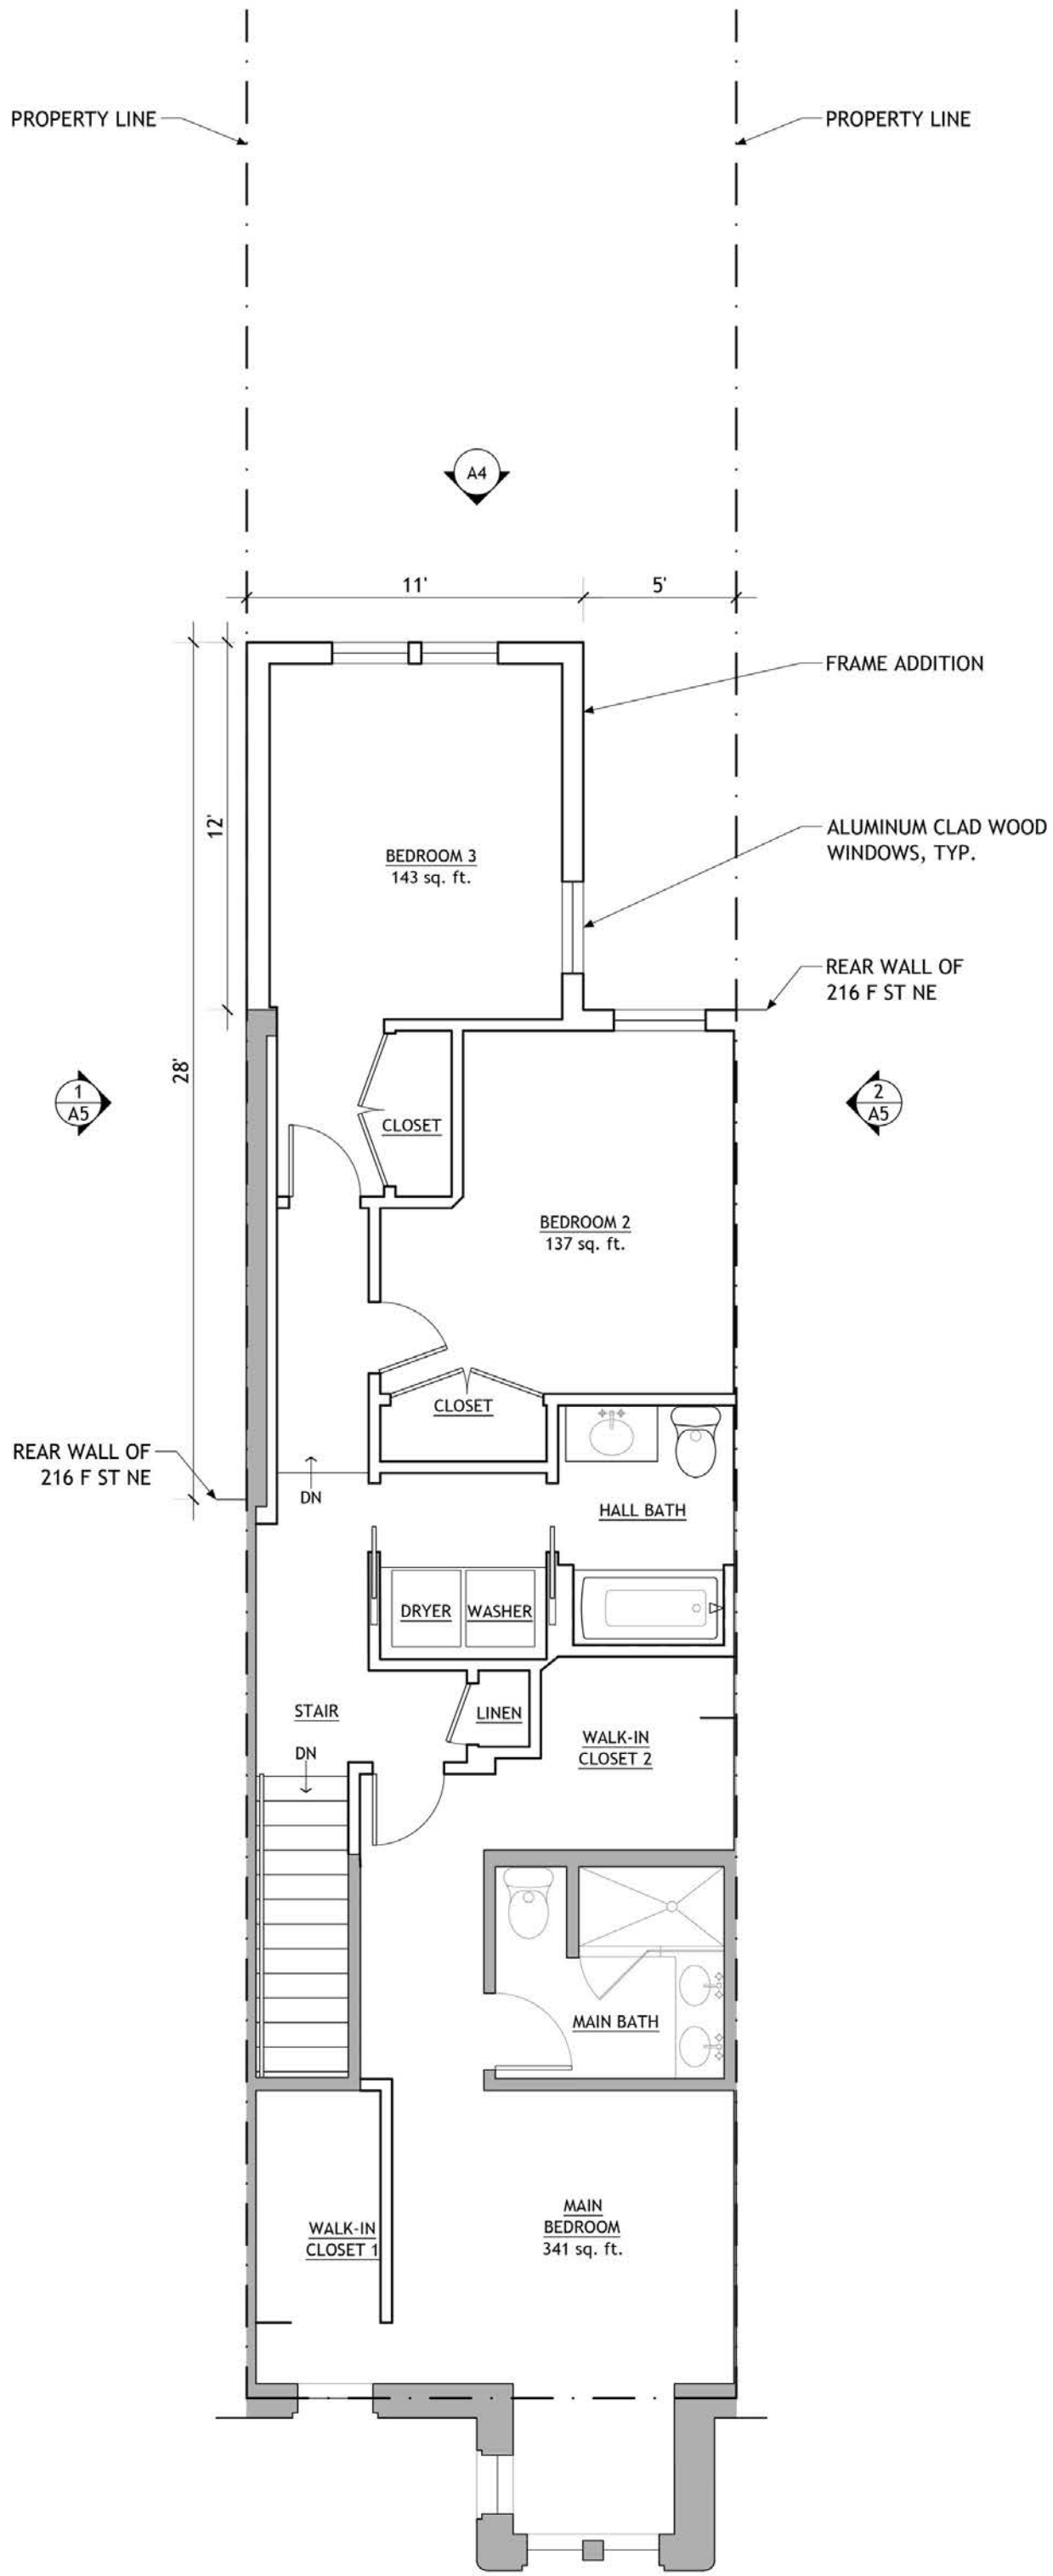 PROPERTY LINE
PROPERTY LINE
A4
11'
5'
FRAME ADDITION
12'
ALUMINUM CLAD WOOD
WINDOWS, TYP.
BEDROOM 3
143 sq. ft.
REAR WALL OF
216 F ST NE
28'
1
A5
2
A5
CLOSET
BEDROOM 2
137 sq. ft.
CLOSET
REAR WALL OF
216 F ST NE
DN
HALL BATH
DRYER
WASHER
STAIR
LINEN
WALK-IN
CLOSET 2
DN
MAIN BATH
MAIN
BEDROOM
341 sq. ft.
WALK-IN
CLOSET 1